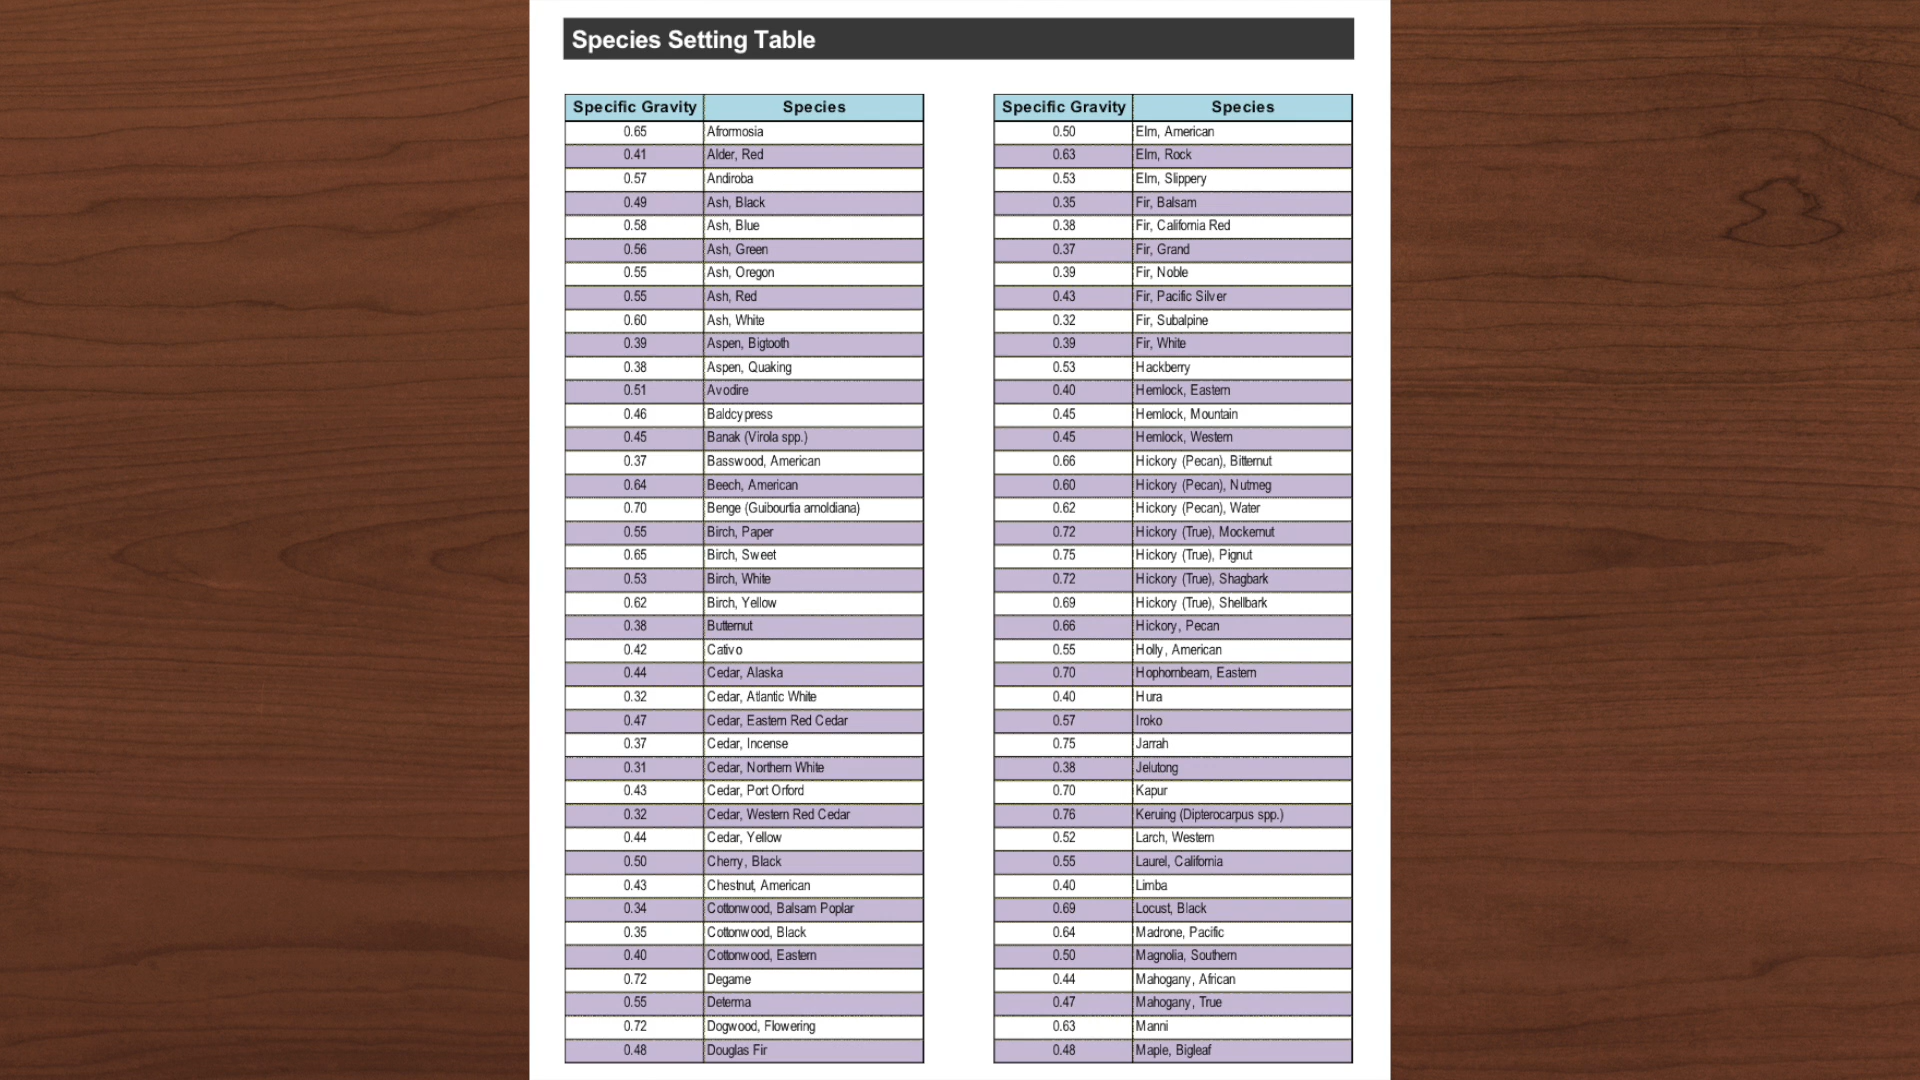 Species Setting Table
Specific Gravity Species
0.65 Afrormosia
0.41 Alder, Red
0.57 Andiroba
0.49 Ash, Black
0.58 Ash, Blue
0.56 Ash, Green
0.55 Ash, Oregon
0.55 Ash, Red
0.60 Ash, White
0.39 Aspen, Bigtooth
0.38 Aspen, Quaking
0.51 Avodire
0.46 Baldcypress
0.45 Banak (Virola spp.)
0.37 Basswood, American
0.64 Beech, American
0.70 Benge (Guibourtia arnoldiana)
0.55 Birch, Paper
0.65 Birch, Sweet
0.53 Birch, White
0.62 Birch, Yellow
0.38 Butternut
0.42 Cativo
0.44 Cedar, Alaska
0.32 Cedar, Atlantic White
0.47 Cedar, Eastern Red Cedar
0.37 Cedar, Incense
0.31 Cedar, Northern White
0.43 Cedar, Port Orford
0.32 Cedar, Western Red Cedar
0.44 Cedar, Yellow
0.50 Cherry, Black
0.43 Chestnut, American
0.34 Cottonwood, Balsam Poplar
0.35 Cottonwood, Black
0.40 Cottonwood, Eastern
0.72 Degame
0.55 Determa
0.72 Dogwood, Flowering
0.48 Douglas Fir
Specific Gravity Species
0.50 Elm, American
0.63 Elm, Rock
0.53 Elm, Slippery
0.35 Fir, Balsam
0.38 Fir, California Red
0.37 Fir, Grand
0.39 Fir, Noble
0.43 Fir, Pacific Silver
0.32 Fir, Subalpine
0.39 Fir, White
0.53 Hackberry
0.40 Hemlock, Eastern
0.45 Hemlock, Mountain
0.45 Hemlock, Western
0.66 Hickory (Pecan), Bitternut
0.60 Hickory (Pecan), Nutmeg
0.62 Hickory (Pecan), Water
0.72 Hickory (True), Mockernut
0.75 Hickory (True), Pignut
0.72 Hickory (True), Shagbark
0.69 Hickory (True), Shellbark
0.66 Hickory, Pecan
0.55 Holly, American
0.70 Hophornbeam, Eastern
0.40 Hura
0.57 Iroko
0.75 Jarrah
0.38 Jelutong
0.70 Kapur
0.76 Keruing (Dipterocarpus spp.)
0.52 Larch, Western
0.55 Laurel, California
0.40 Limba
0.69 Locust, Black
0.64 Madrone, Pacific
0.50 Magnolia, Southern
0.44 Mahogany, African
0.47 Mahogany, True
0.63 Manni
0.48 Maple, Bigleaf